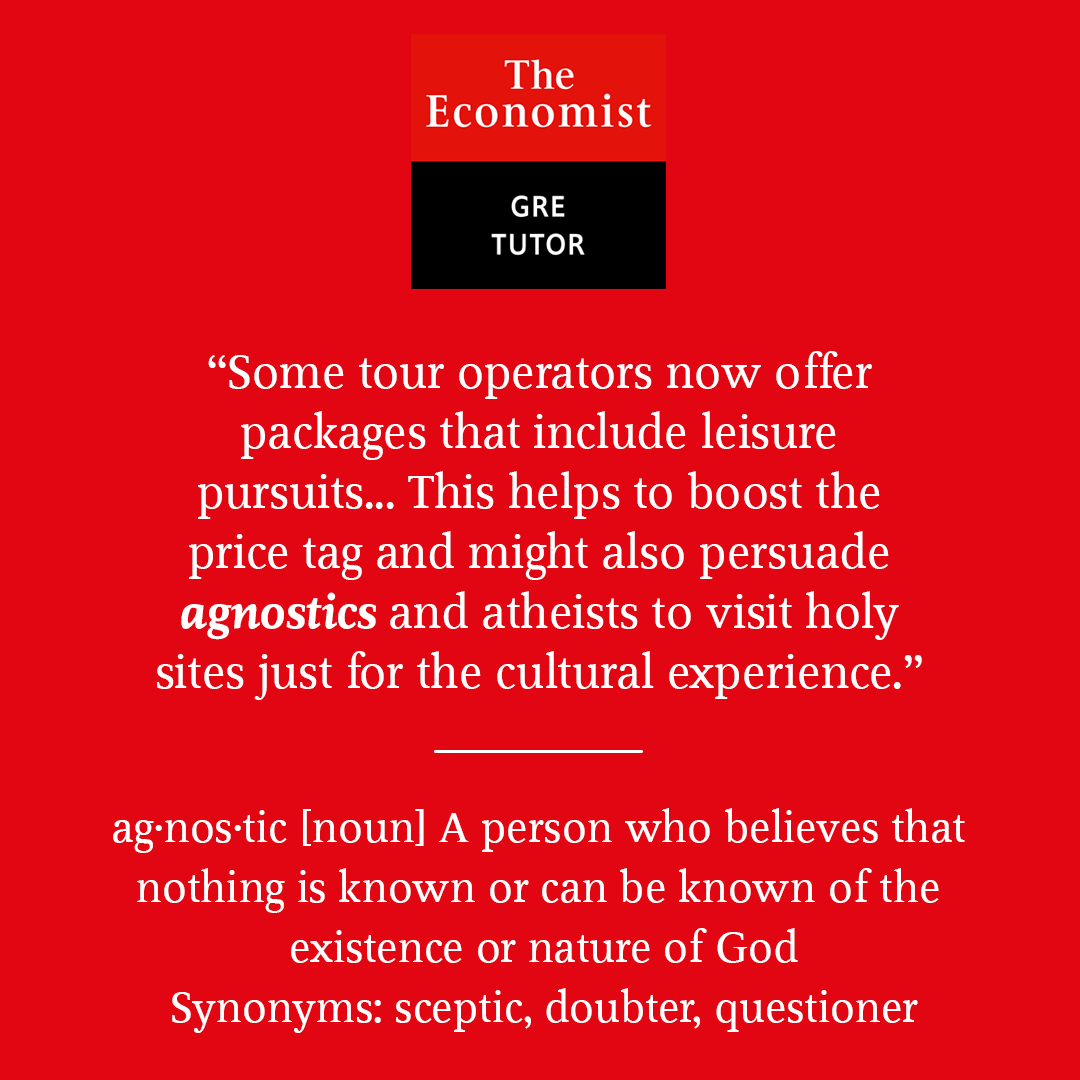 The
Economist
GRE
TUTOR
“Some tour operators now offer
packages that include leisure
pursuits... This helps to boost the
price tag and might also persuade
agnostics and atheists to visit holy
sites just for the cultural experience.”
ag·nos·tic [noun] A person who believes that
nothing is known or can be known of the
existence or nature of God
Synonyms: sceptic, doubter, questioner